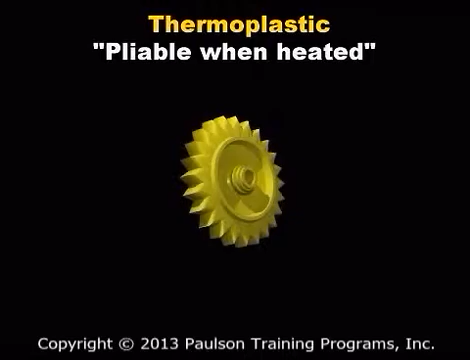 Thermoplastic
"Pliable when heated"
Copyright © 2013 Paulson Training Programs, Inc.